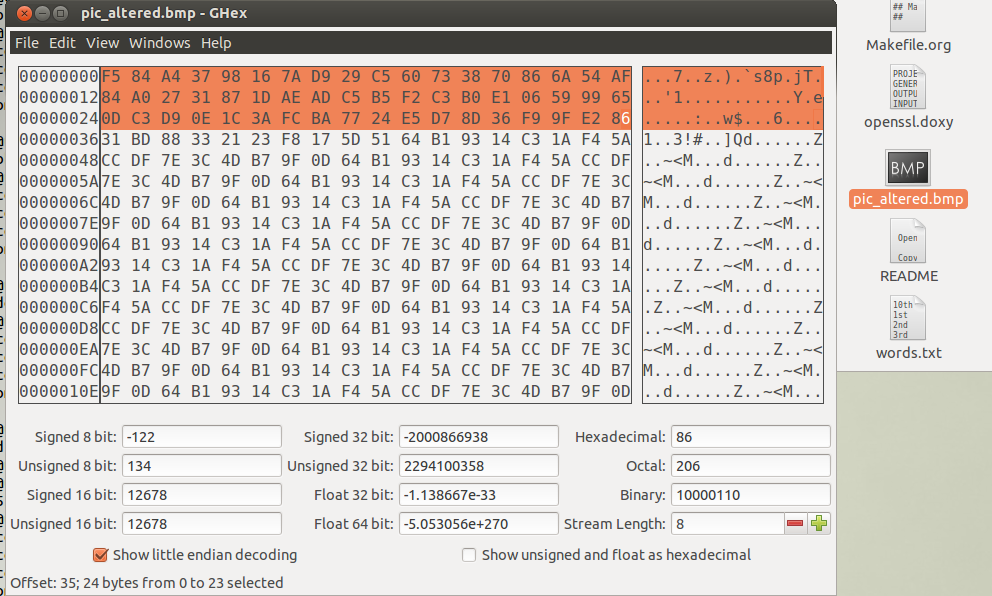 pic_altered.bmp - GHex
File Edit View Windows Help
00000000 F5 84 A4 37 98 16 7A D9 29 C5 60 73 38 70 86 6A 54 AF ...7..z.).`s8p.jT.
00000012 84 A0 27 31 87 1D AE AD C5 B5 F2 C3 B0 E1 06 59 99 65 ..'1...........Y.e
00000024 0D C3 D9 0E 1C 3A FC BA 77 24 E5 D7 8D 36 F9 9F E2 86 .....:..w$...6....
00000036 31 BD 88 33 21 23 F8 17 5D 51 64 B1 93 14 C3 1A F4 5A 1..3!#..]Qd......Z
00000048 CC DF 7E 3C 4D B7 9F 0D 64 B1 93 14 C3 1A F4 5A CC DF ..~<M...d......Z..
0000005A 7E 3C 4D B7 9F 0D 64 B1 93 14 C3 1A F4 5A CC DF 7E 3C ~<M...d......Z..~<
0000006C 4D B7 9F 0D 64 B1 93 14 C3 1A F4 5A CC DF 7E 3C 4D B7 M...d......Z..~<M.
0000007E 9F 0D 64 B1 93 14 C3 1A F4 5A CC DF 7E 3C 4D B7 9F 0D ..d......Z..~<M...
00000090 64 B1 93 14 C3 1A F4 5A CC DF 7E 3C 4D B7 9F 0D 64 B1 d......Z..~<M...d.
000000A2 93 14 C3 1A F4 5A CC DF 7E 3C 4D B7 9F 0D 64 B1 93 14 .....Z..~<M...d...
000000B4 C3 1A F4 5A CC DF 7E 3C 4D B7 9F 0D 64 B1 93 14 C3 1A ...Z..~<M...d.....
000000C6 F4 5A CC DF 7E 3C 4D B7 9F 0D 64 B1 93 14 C3 1A F4 5A .Z..~<M...d......Z
000000D8 CC DF 7E 3C 4D B7 9F 0D 64 B1 93 14 C3 1A F4 5A CC DF ..~<M...d......Z..
000000EA 7E 3C 4D B7 9F 0D 64 B1 93 14 C3 1A F4 5A CC DF 7E 3C ~<M...d......Z..~<
000000FC 4D B7 9F 0D 64 B1 93 14 C3 1A F4 5A CC DF 7E 3C 4D B7 M...d......Z..~<M.
0000010E 9F 0D 64 B1 93 14 C3 1A F4 5A CC DF 7E 3C 4D B7 9F 0D ..d......Z..~<M...
Signed 8 bit: -122 Signed 32 bit: -2000866938 Hexadecimal: 86
Unsigned 8 bit: 134 Unsigned 32 bit: 2294100358 Octal: 206
Signed 16 bit: 12678 Float 32 bit: -1.138667e-33 Binary: 10000110
Unsigned 16 bit: 12678 Float 64 bit: -5.053056e+270 Stream Length: 8
Show little endian decoding Show unsigned and float as hexadecimal
Offset: 35; 24 bytes from 0 to 23 selected
## Ma
##
Makefile.org
PROJE
GENER
OUTPU
INPUT
openssl.doxy
BMP
pic_altered.bmp
Open
Copy
README
10th
1st
2nd
3rd
words.txt